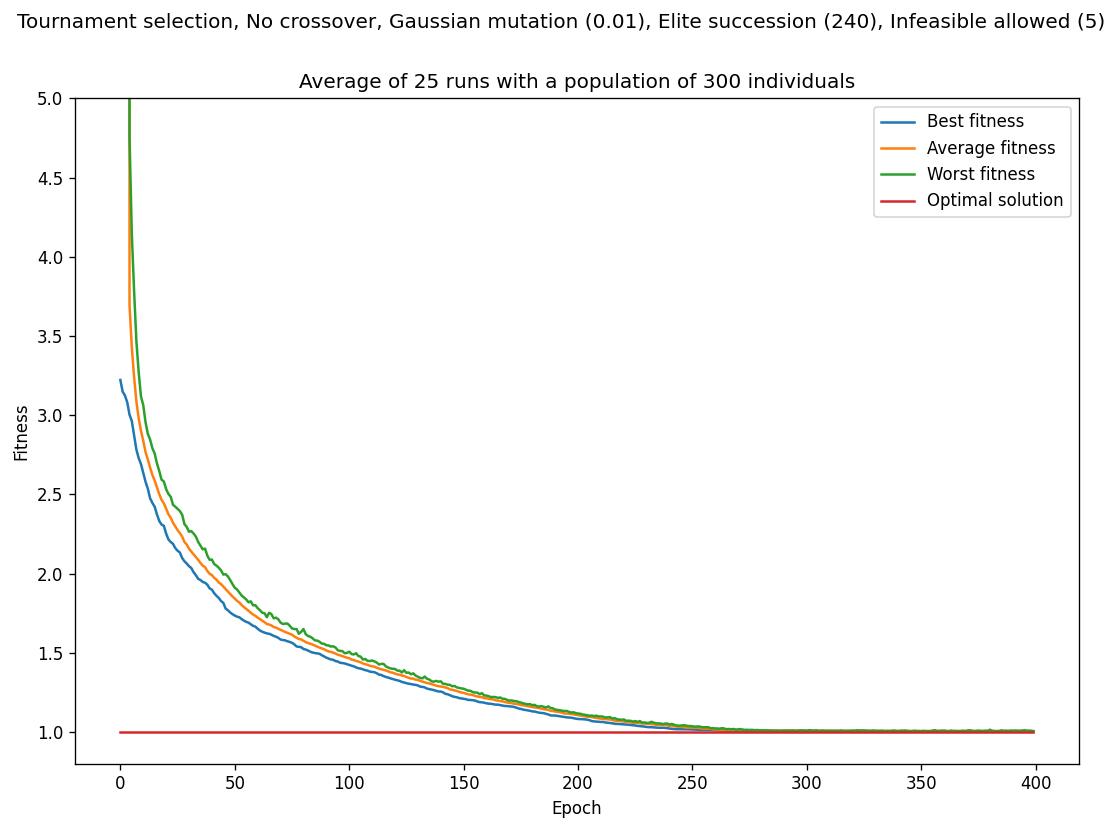 Tournament selection, No crossover, Gaussian mutation (0.01), Elite succession (240), Infeasible allowed (5)
Average of 25 runs with a population of 300 individuals
Best fitness
Average fitness
Worst fitness
Optimal solution
Fitness
5.0
4.5
4.0
3.5
3.0
2.5
2.0
1.5
1.0
0 50 100 150 200 250 300 350 400
Epoch